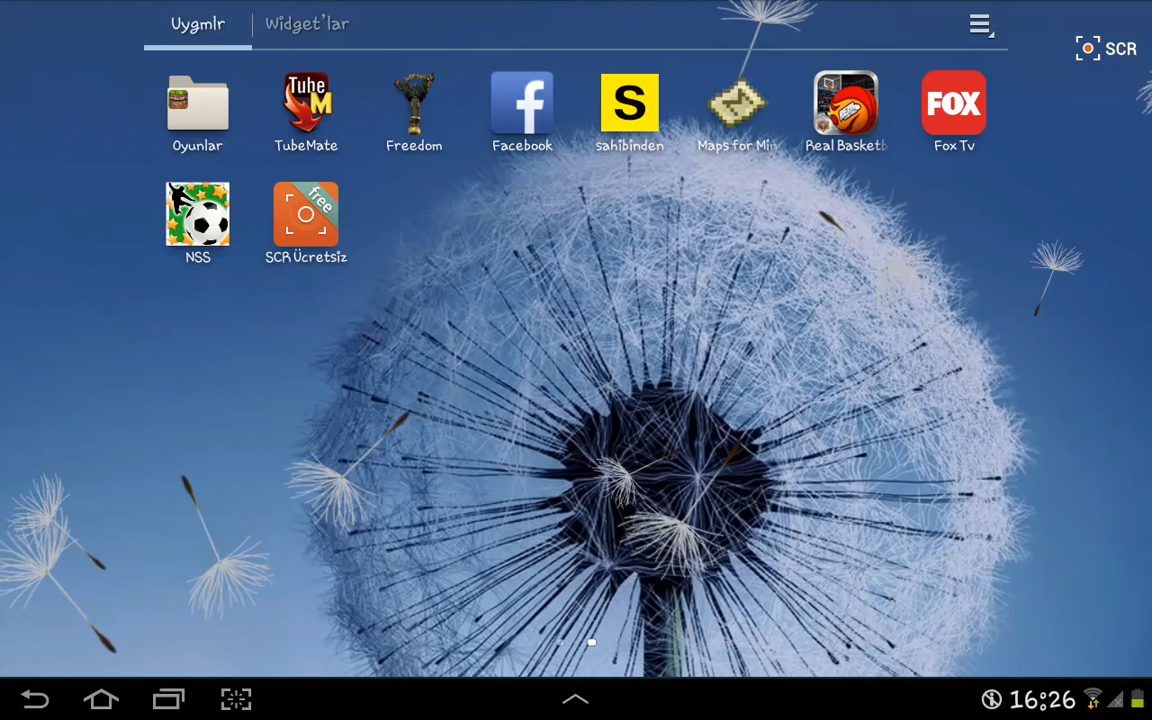 Uygmlr
Widget'lar
SCR
Tube
M
S
FOX
Oyunlar
TubeMate
Freedom
Facebook
sahibinden
Maps for Min
Real Basketb
Fox Tv
free
NSS
SCR Ücretsiz
16:26